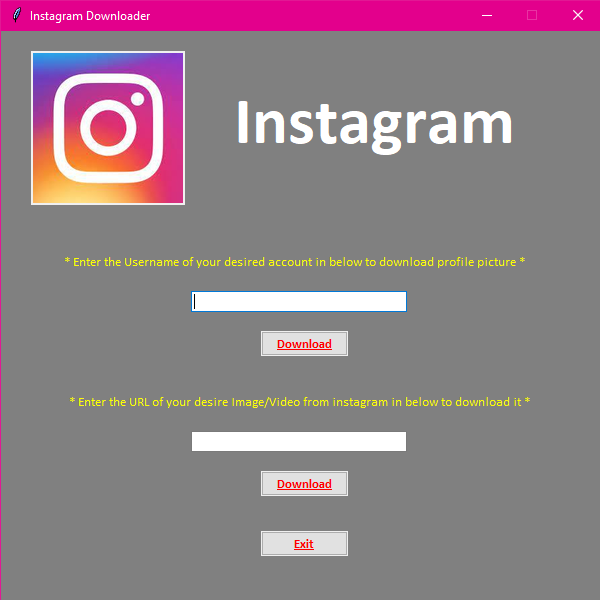 Instagram Downloader
Instagram
* Enter the Username of your desired account in below to download profile picture *
Download
* Enter the URL of your desire Image/Video from instagram in below to download it *
Download
Exit